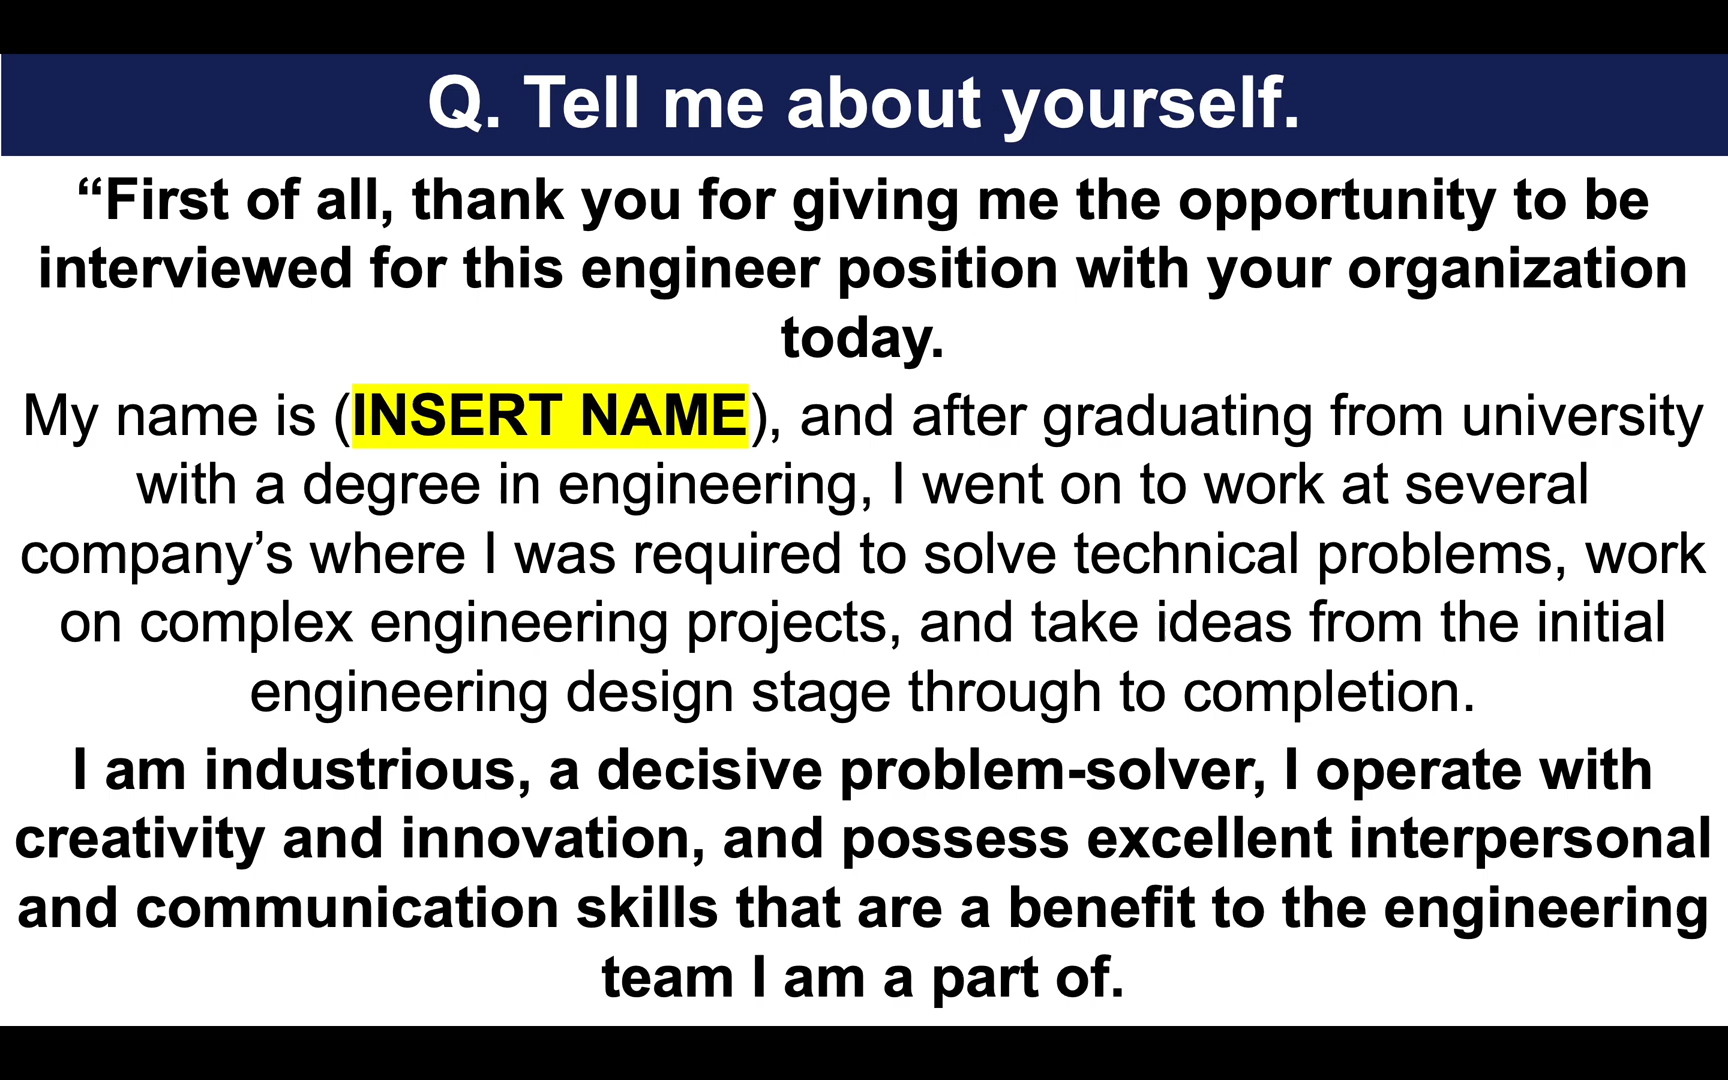 Q. Tell me about yourself.
“First of all, thank you for giving me the opportunity to be
interviewed for this engineer position with your organization
today.
My name is (INSERT NAME), and after graduating from university
with a degree in engineering, I went on to work at several
company’s where I was required to solve technical problems, work
on complex engineering projects, and take ideas from the initial
engineering design stage through to completion.
I am industrious, a decisive problem-solver, I operate with
creativity and innovation, and possess excellent interpersonal
and communication skills that are a benefit to the engineering
team I am a part of.